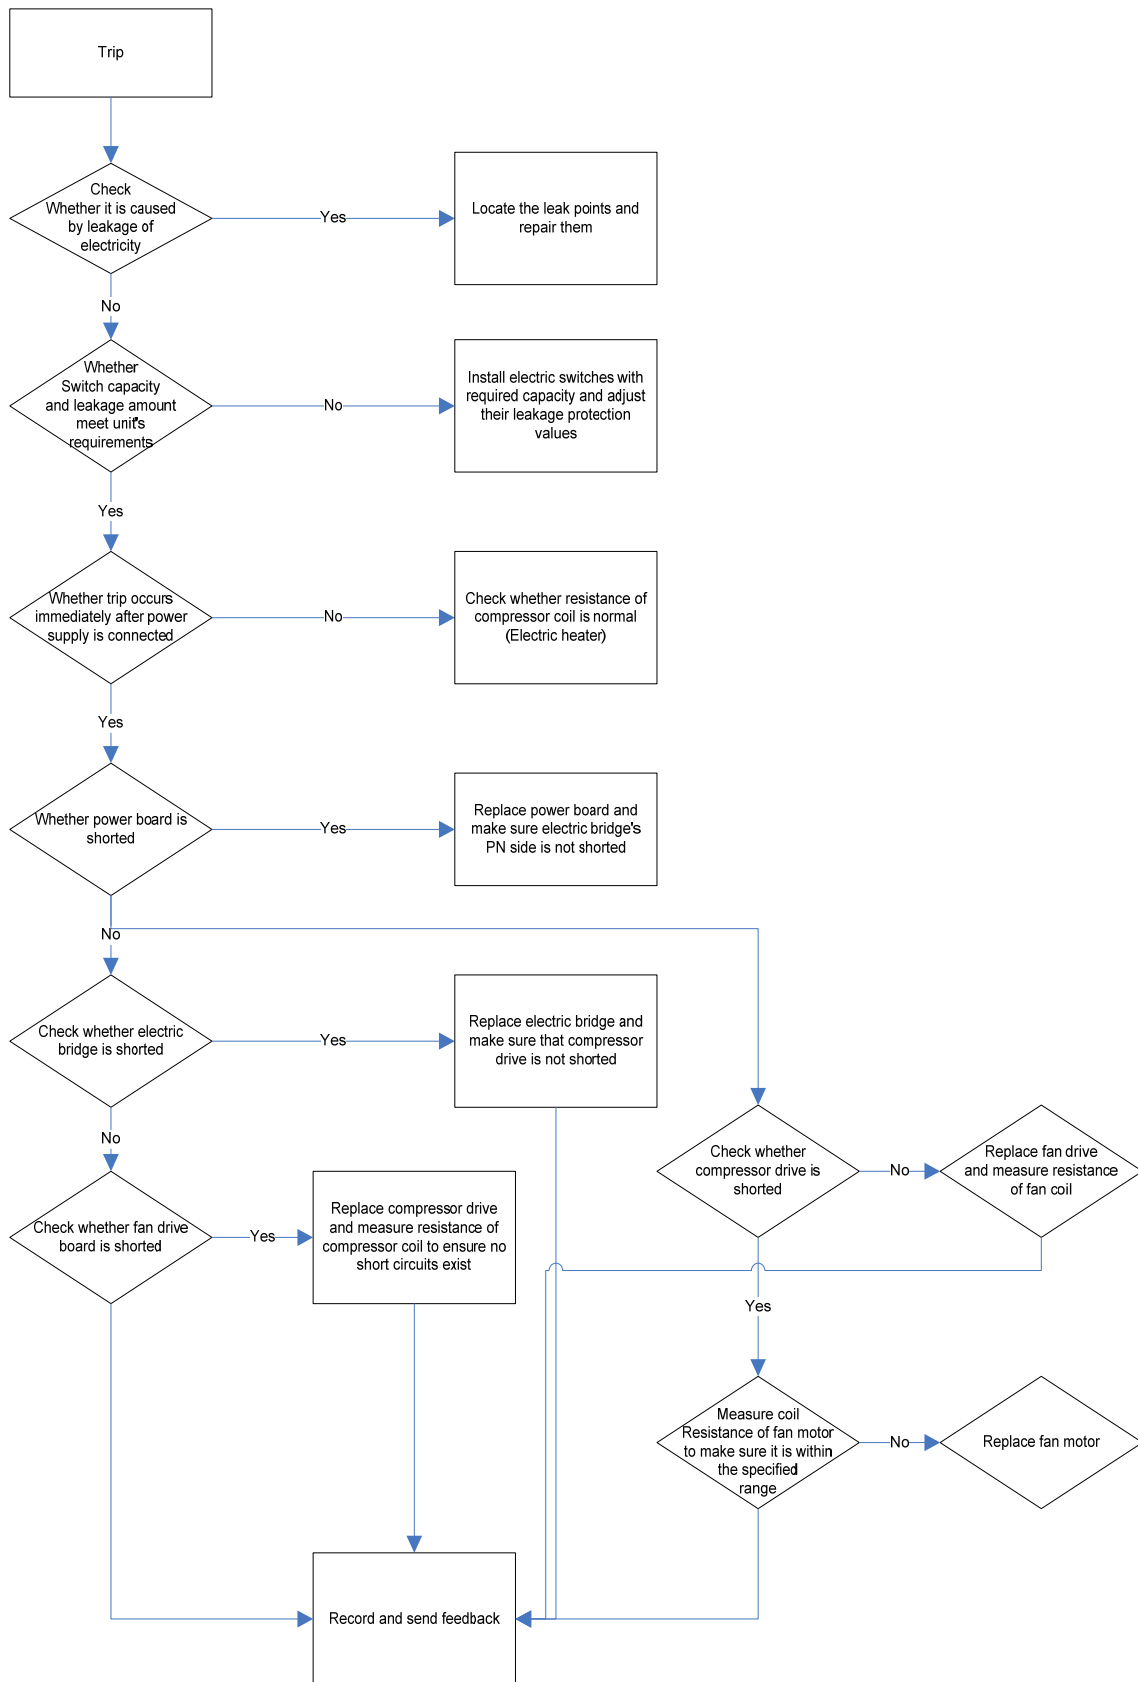 Trip
Check
Whether it is caused
by leakage of
electricity
Yes
Locate the leak points and
repair them
No
Whether
Switch capacity
and leakage amount
meet unit's
requirements
No
Install electric switches with
required capacity and adjust
their leakage protection
values
Yes
Whether trip occurs
immediately after power
supply is connected
No
Check whether resistance of
compressor coil is normal
(Electric heater)
Yes
Whether power board is
shorted
Yes
Replace power board and
make sure electric bridge's
PN side is not shorted
No
Check whether electric
bridge is shorted
Yes
Replace electric bridge and
make sure that compressor
drive is not shorted
No
Check whether
compressor drive is
shorted
No
Replace fan drive
and measure resistance
of fan coil
Check whether fan drive
board is shorted
Yes
Replace compressor drive
and measure resistance of
compressor coil to ensure no
short circuits exist
Yes
Measure coil
Resistance of fan motor
to make sure it is within
the specified
range
No
Replace fan motor
Record and send feedback